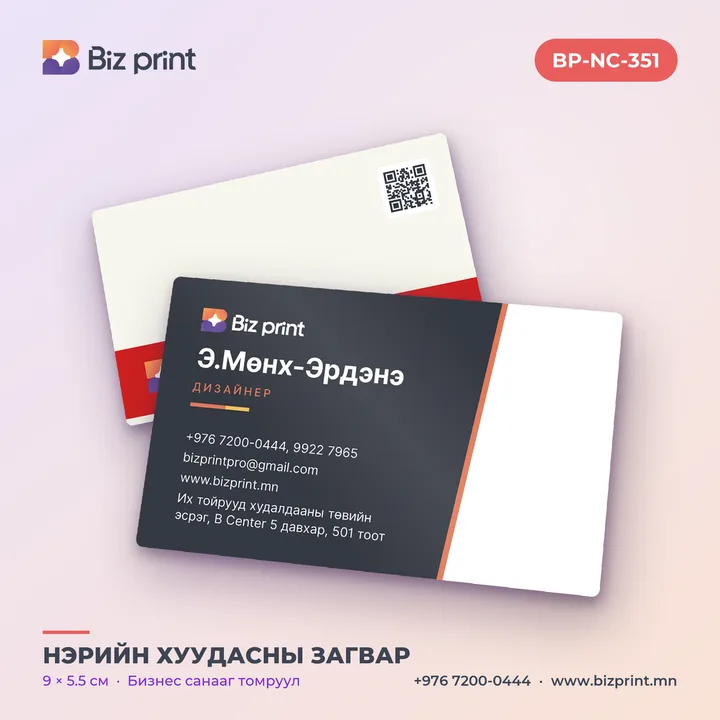 Biz print
BP-NC-351
Biz print
Э.Мөнх-Эрдэнэ
ДИЗАЙНЕР
+976 7200-0444, 9922 7965
bizprintpro@gmail.com
www.bizprint.mn
Их тойрууд худалдааны төвийн
эсрэг, B Center 5 давхар, 501 тоот
НЭРИЙН ХУУДАСНЫ ЗАГВАР
9 × 5.5 см · Бизнес санааг томруул
+976 7200-0444 · www.bizprint.mn